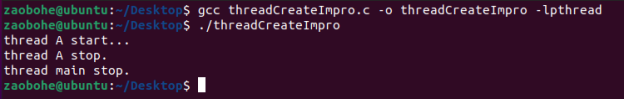 zaobohe@ubuntu:~/Desktop$ gcc threadCreateImpro.c -o threadCreateImpro -lpthread
zaobohe@ubuntu:~/Desktop$ ./threadCreateImpro
thread A start...
thread A stop.
thread main stop.
zaobohe@ubuntu:~/Desktop$